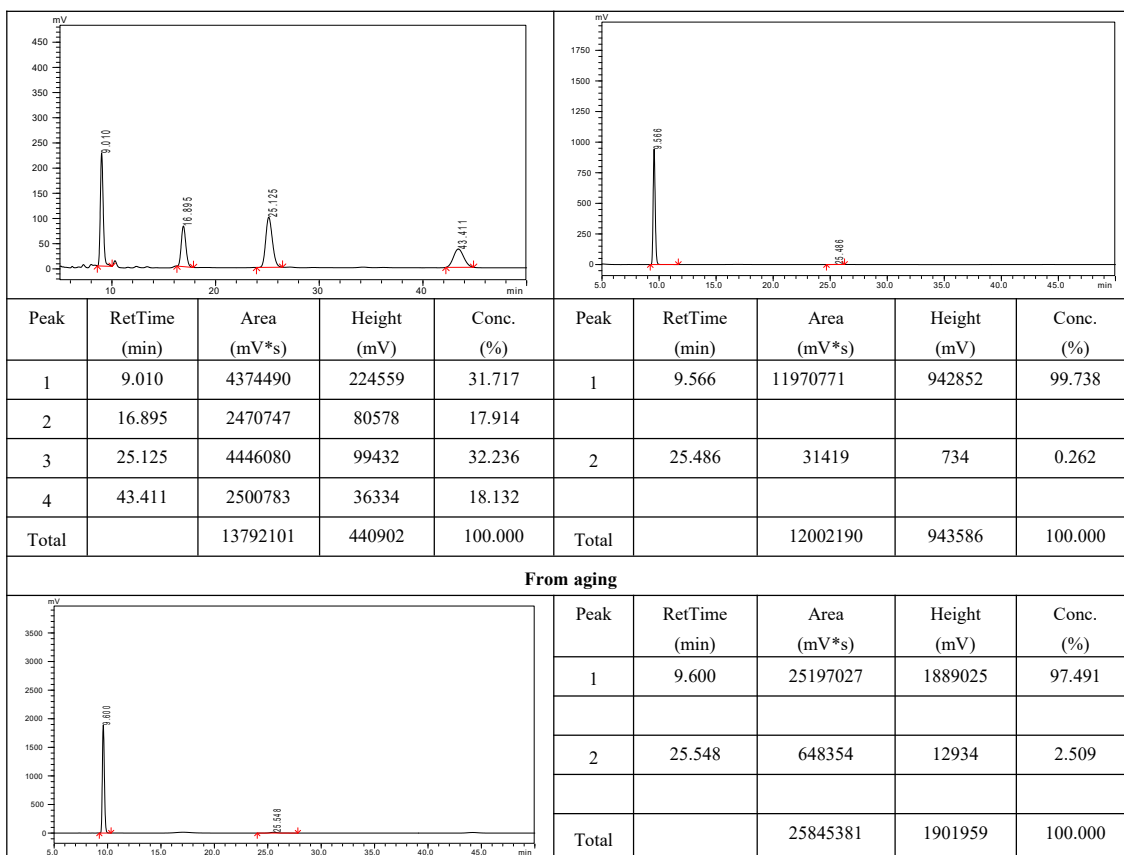 mV
450
400
350
300
250
200
150
100
50
0
9.010
16.895
25.125
43.411
10 20 30 40 min
mV
1750
1500
1250
1000
750
500
250
0
9.566
25.486
5.0 10.0 15.0 20.0 25.0 30.0 35.0 40.0 45.0 min
Peak RetTime Area Height Conc. Peak RetTime Area Height Conc.
(min) (mV*s) (mV) (%) (min) (mV*s) (mV) (%)
1 9.010 4374490 224559 31.717 1 9.566 11970771 942852 99.738
2 16.895 2470747 80578 17.914
3 25.125 4446080 99432 32.236 2 25.486 31419 734 0.262
4 43.411 2500783 36334 18.132
Total 13792101 440902 100.000 Total 12002190 943586 100.000
From aging
mV
3500
3000
2500
2000
1500
1000
500
0
9.600
25.548
5.0 10.0 15.0 20.0 25.0 30.0 35.0 40.0 45.0 min
Peak RetTime Area Height Conc.
(min) (mV*s) (mV) (%)
1 9.600 25197027 1889025 97.491
2 25.548 648354 12934 2.509
Total 25845381 1901959 100.000